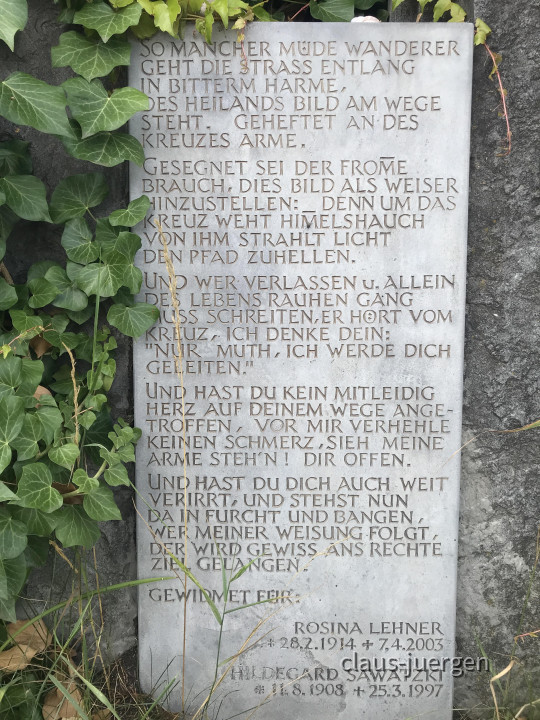 SO MANCHER MÜDE WANDERER
GEHT DIE STRASS ENTLANG
IN BITTERM HARME,
DES HEILANDS BILD AM WEGE
STEHT. GEHEFTET AN DES
KREUZES ARME.
GESEGNET SEI DER FROM̅E
BRAUCH, DIES BILD ALS WEISER
HINZUSTELLEN: DENN UM DAS
KREUZ WEHT HIM̅ELSHAUCH
VON IHM STRAHLT LICHT
DEN PFAD ZUHELLEN.
UND WER VERLASSEN u. ALLEIN
DES LEBENS RAUHEN GANG
MUSS SCHREITEN, ER HÖRT VOM
KREUZ, ICH DENKE DEIN:
"NUR MUTH, ICH WERDE DICH
GELEITEN."
UND HAST DU KEIN MITLEIDIG
HERZ AUF DEINEM WEGE ANGE-
TROFFEN, VOR MIR VERHEHLE
KEINEN SCHMERZ, SIEH MEINE
ARME STEH'N! DIR OFFEN.
UND HAST DU DICH AUCH WEIT
VERIRRT, UND STEHST NUN
DA IN FURCHT UND BANGEN,
WER MEINER WEISUNG FOLGT,
DER WIRD GEWISS ANS RECHTE
ZIEL GELANGEN.
GEWIDMET FÜR:
ROSINA LEHNER
* 28.2.1914 + 7.4.2003
HILDEGARD SAWATZKI
* 11.8.1908 + 25.3.1997
claus-juergen